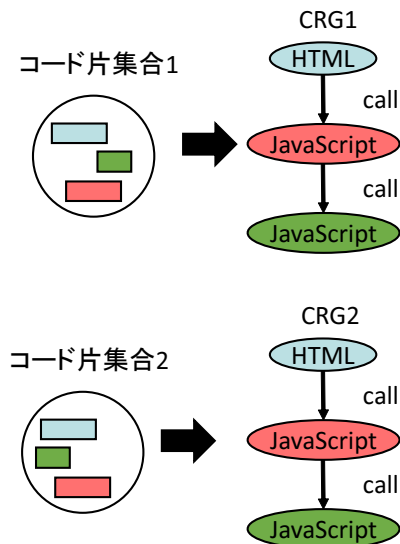 CRG1
コード片集合1
HTML
call
JavaScript
call
JavaScript
CRG2
コード片集合2
HTML
call
JavaScript
call
JavaScript